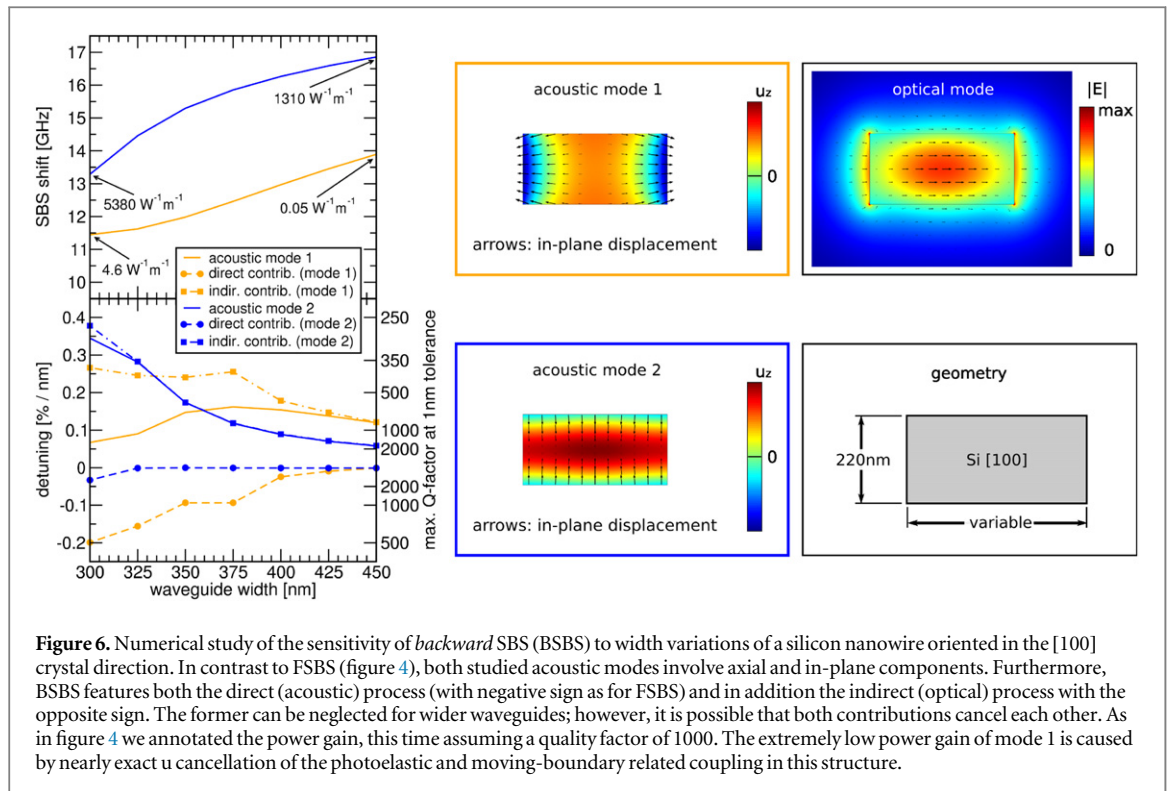 17
16
15
14
13
12
11
10
SBS shift [GHz]
1310 W⁻¹m⁻¹
5380 W⁻¹m⁻¹
0.05 W⁻¹m⁻¹
4.6 W⁻¹m⁻¹
acoustic mode 1
direct contrib. (mode 1)
indir. contrib. (mode 1)
acoustic mode 2
direct contrib. (mode 2)
indir. contrib. (mode 2)
0.4
0.3
0.2
0.1
0
-0.1
-0.2
detuning [% / nm]
250
350
500
1000
2000
2000
1000
500
max. Q-factor at 1nm tolerance
300 325 350 375 400 425 450
waveguide width [nm]
acoustic mode 1
u_z
0
arrows: in-plane displacement
optical mode
|E|
max
0
acoustic mode 2
u_z
0
arrows: in-plane displacement
geometry
220nm
Si [100]
variable
Figure 6. Numerical study of the sensitivity of backward SBS (BSBS) to width variations of a silicon nanowire oriented in the [100]
crystal direction. In contrast to FSBS (figure 4), both studied acoustic modes involve axial and in-plane components. Furthermore,
BSBS features both the direct (acoustic) process (with negative sign as for FSBS) and in addition the indirect (optical) process with the
opposite sign. The former can be neglected for wider waveguides; however, it is possible that both contributions cancel each other. As
in figure 4 we annotated the power gain, this time assuming a quality factor of 1000. The extremely low power gain of mode 1 is caused
by nearly exact u cancellation of the photoelastic and moving-boundary related coupling in this structure.